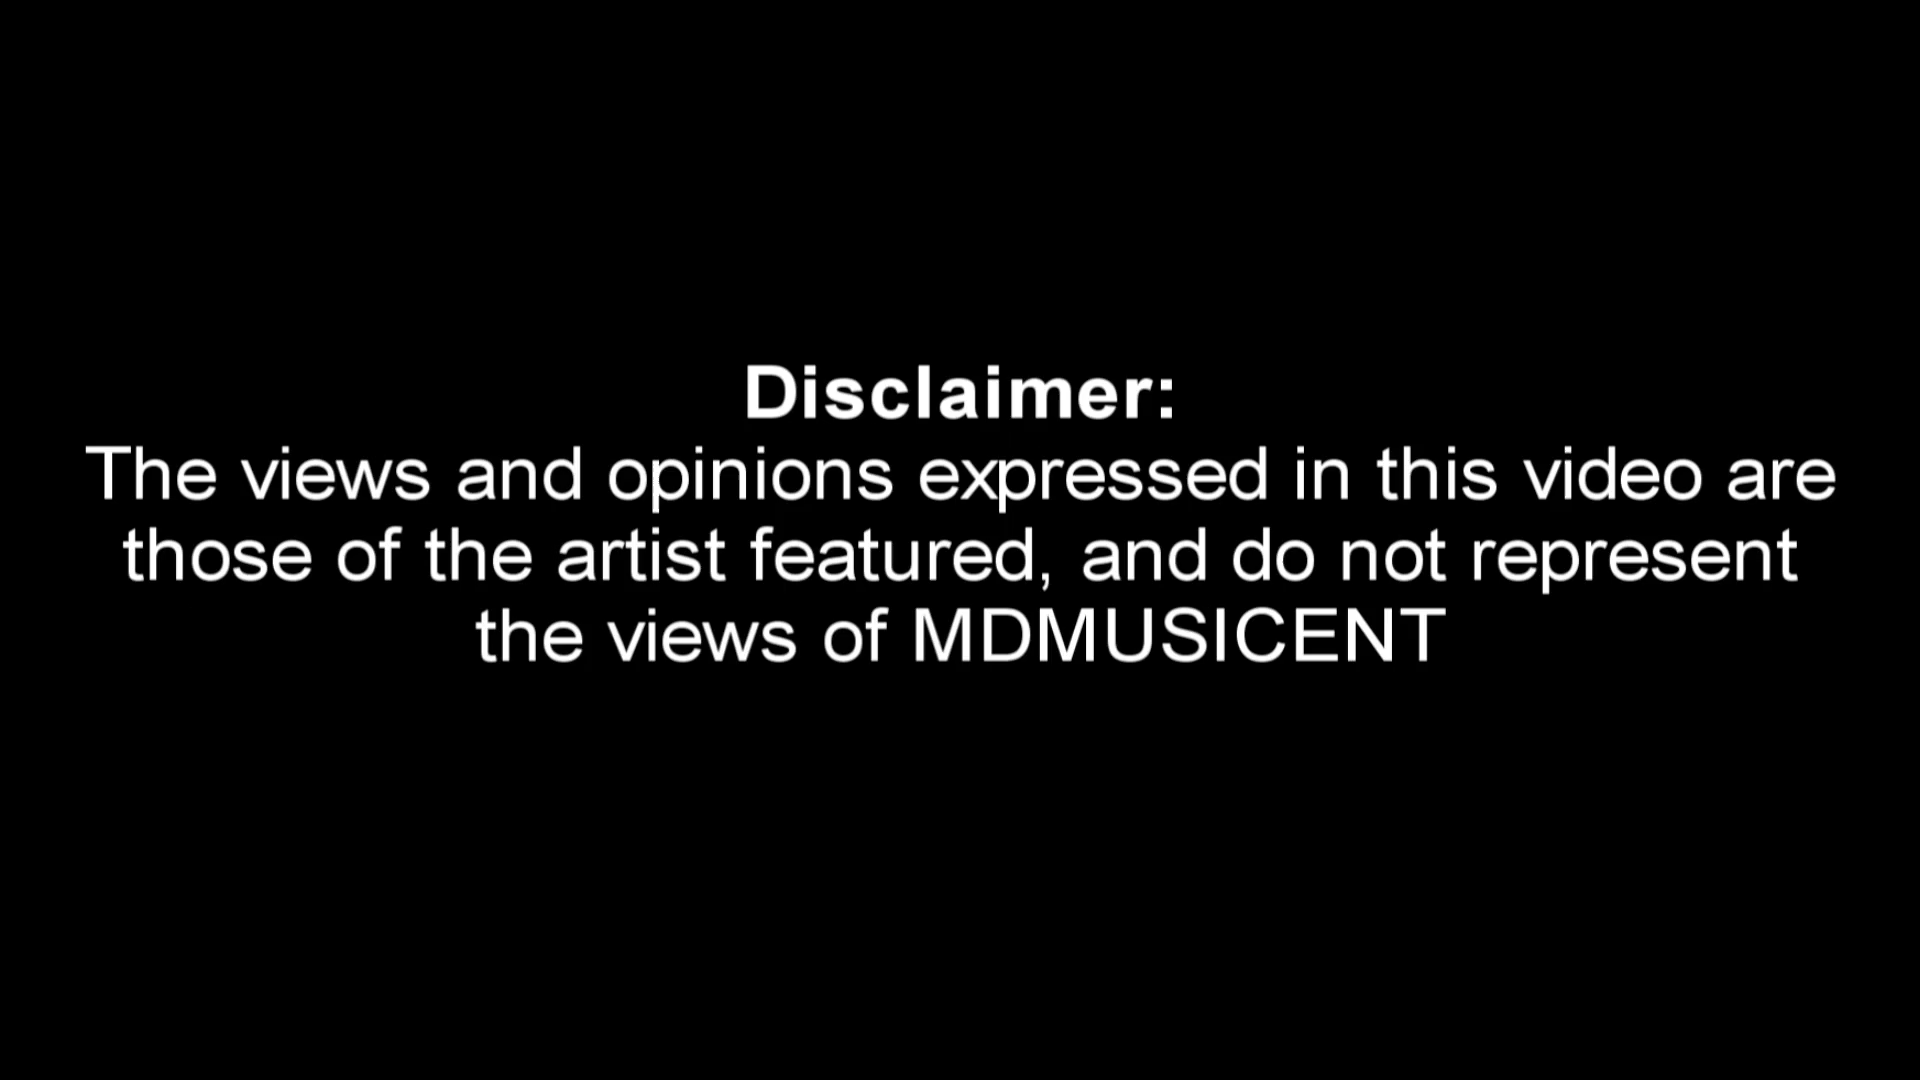 Disclaimer:
The views and opinions expressed in this video are
those of the artist featured, and do not represent
the views of MDMUSICENT